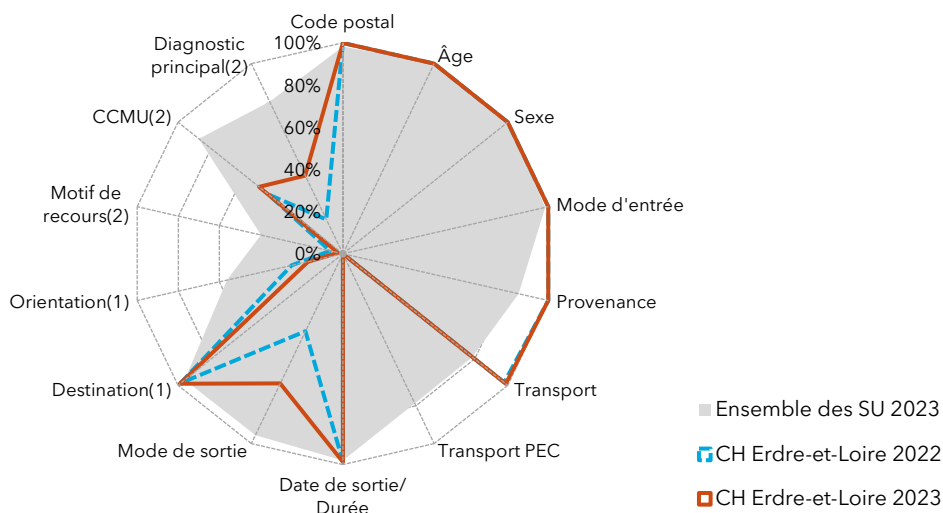 Code postal
Âge
Sexe
Mode d'entrée
Provenance
Transport
Transport PEC
Date de sortie/
Durée
Mode de sortie
Destination(1)
Orientation(1)
Motif de
recours(2)
CCMU(2)
Diagnostic
principal(2)
100%
80%
60%
40%
20%
0%
Ensemble des SU 2023
CH Erdre-et-Loire 2022
CH Erdre-et-Loire 2023